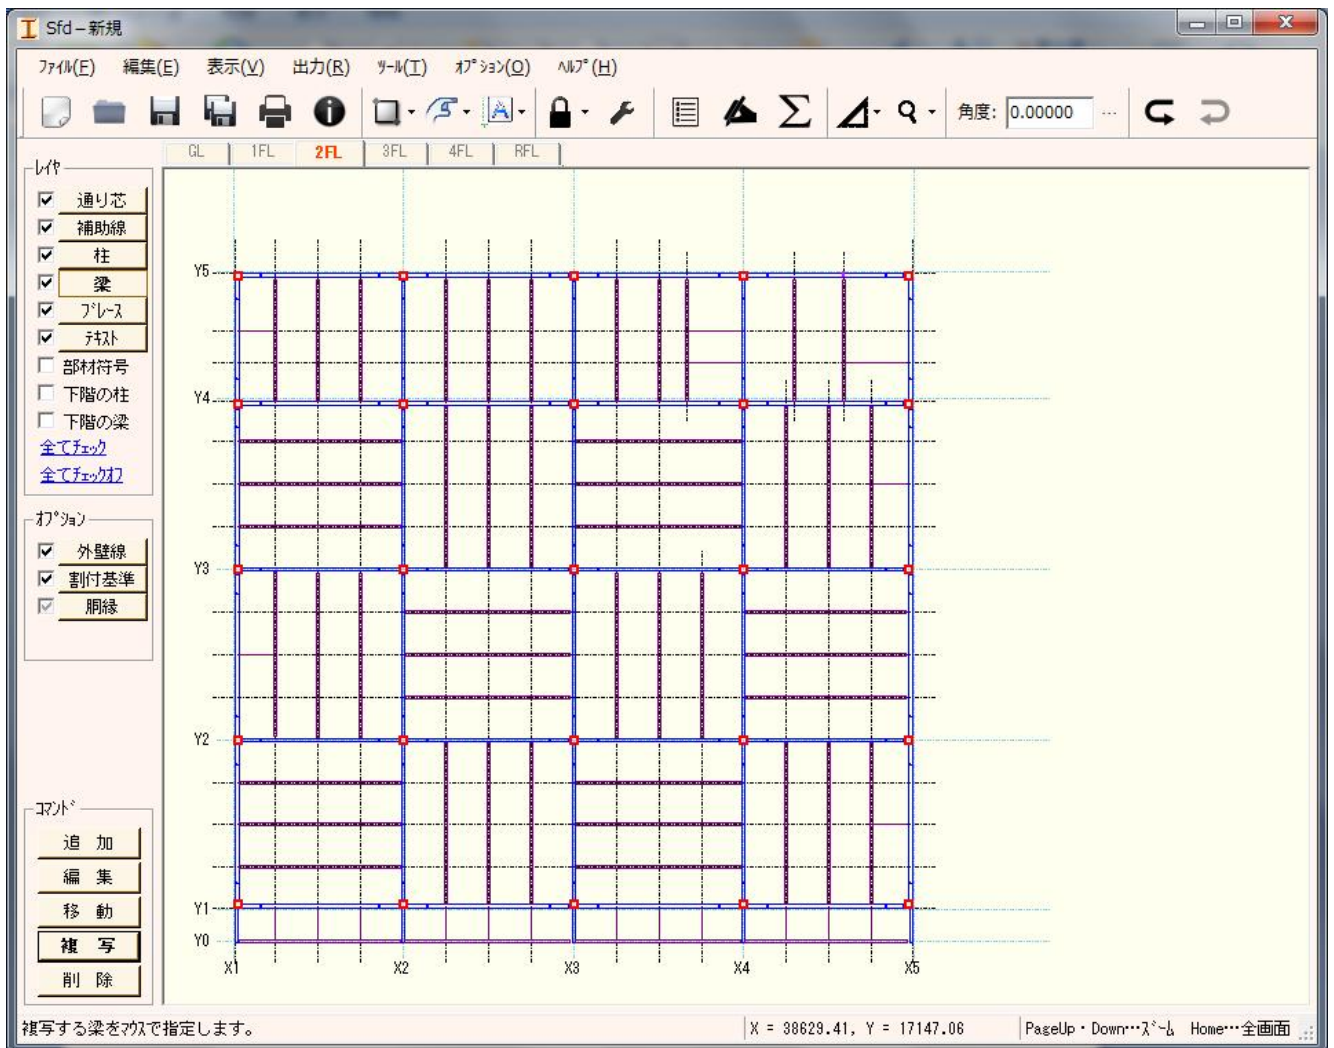 Sfd－新規
ﾌｧｲﾙ(F) 編集(E) 表示(V) 出力(R) ﾂｰﾙ(T) ｵﾌﾟｼｮﾝ(O) ﾍﾙﾌﾟ(H)
角度: 0.00000 ...
GL 1FL 2FL 3FL 4FL RFL
ﾚｲﾔ
通り芯
補助線
柱
梁
ﾌﾞﾚｰｽ
ﾃｷｽﾄ
部材符号
下階の柱
下階の梁
全てﾁｪｯｸ
全てﾁｪｯｸｵﾌ
ｵﾌﾟｼｮﾝ
外壁線
割付基準
胴縁
ｺﾏﾝﾄﾞ
追 加
編 集
移 動
複 写
削 除
Y5
Y4
Y3
Y2
Y1
Y0
X1 X2 X3 X4 X5
複写する梁をﾏｳｽで指定します。
X = 38629.41, Y = 17147.06
PageUp・Down…ｽﾞｰﾑ Home…全画面